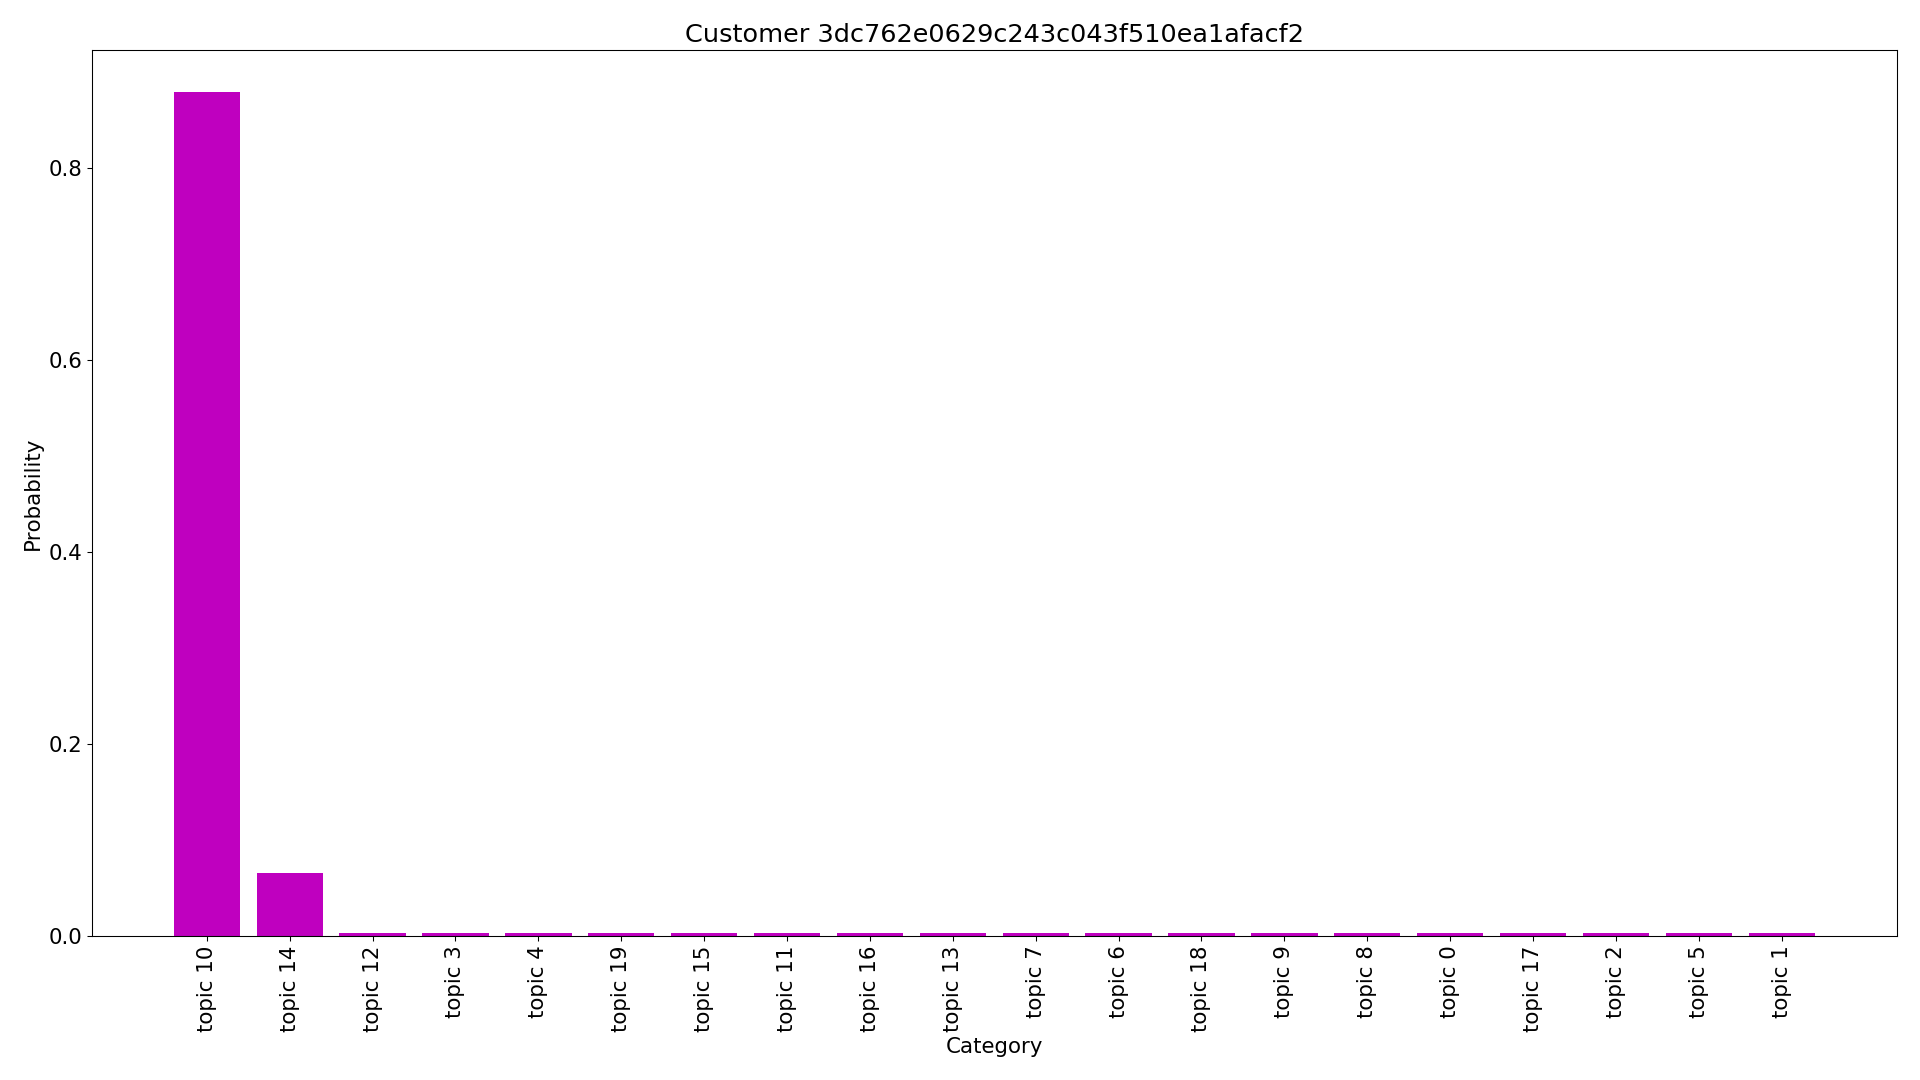 Customer 3dc762e0629c243c043f510ea1afacf2
Probability
0.8
0.6
0.4
0.2
0.0
topic 10
topic 14
topic 12
topic 3
topic 4
topic 19
topic 15
topic 11
topic 16
topic 13
topic 7
topic 6
topic 18
topic 9
topic 8
topic 0
topic 17
topic 2
topic 5
topic 1
Category